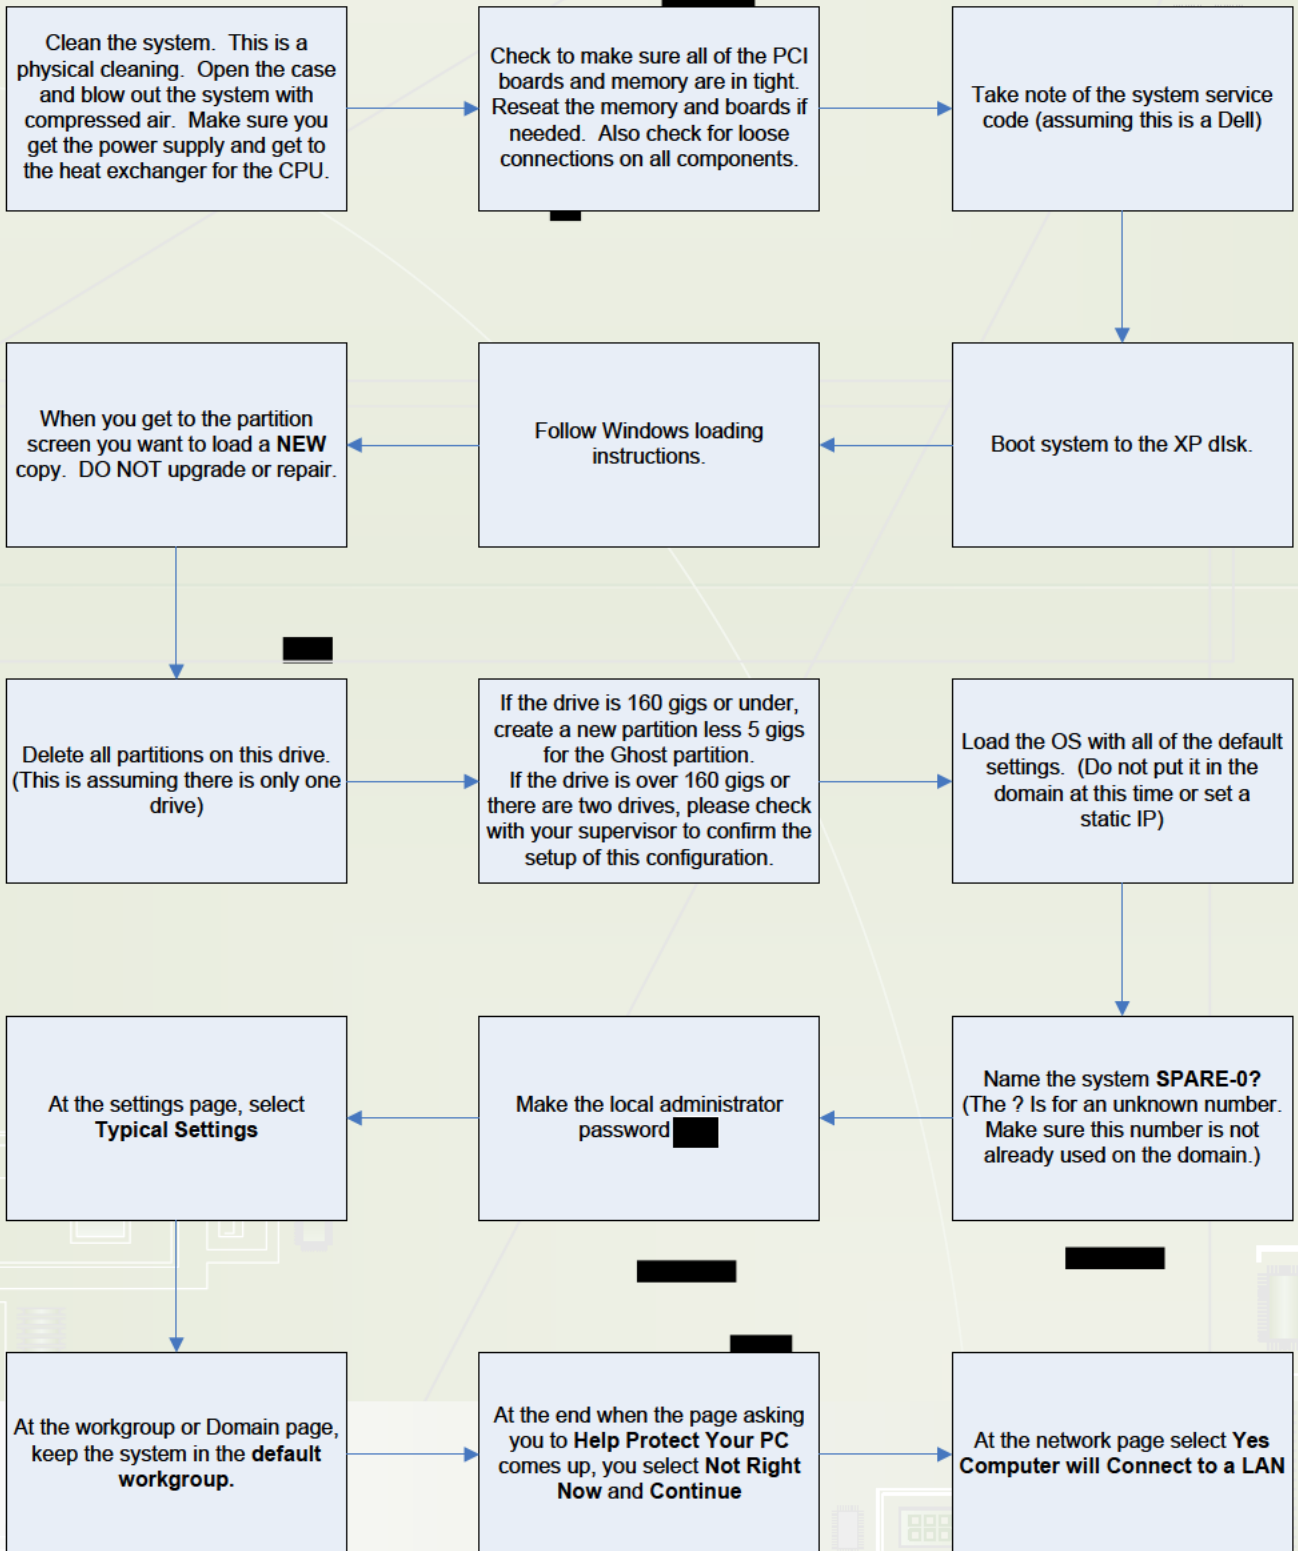 Clean the system. This is a
physical cleaning. Open the case
and blow out the system with
compressed air. Make sure you
get the power supply and get to
the heat exchanger for the CPU.
Check to make sure all of the PCI
boards and memory are in tight.
Reseat the memory and boards if
needed. Also check for loose
connections on all components.
Take note of the system service
code (assuming this is a Dell)
Boot system to the XP dIsk.
Follow Windows loading
instructions.
When you get to the partition
screen you want to load a NEW
copy. DO NOT upgrade or repair.
Delete all partitions on this drive.
(This is assuming there is only one
drive)
If the drive is 160 gigs or under,
create a new partition less 5 gigs
for the Ghost partition.
If the drive is over 160 gigs or
there are two drives, please check
with your supervisor to confirm the
setup of this configuration.
Load the OS with all of the default
settings. (Do not put it in the
domain at this time or set a
static IP)
Name the system SPARE-0?
(The ? Is for an unknown number.
Make sure this number is not
already used on the domain.)
Make the local administrator
password
At the settings page, select
Typical Settings
At the workgroup or Domain page,
keep the system in the default
workgroup.
At the end when the page asking
you to Help Protect Your PC
comes up, you select Not Right
Now and Continue
At the network page select Yes
Computer will Connect to a LAN